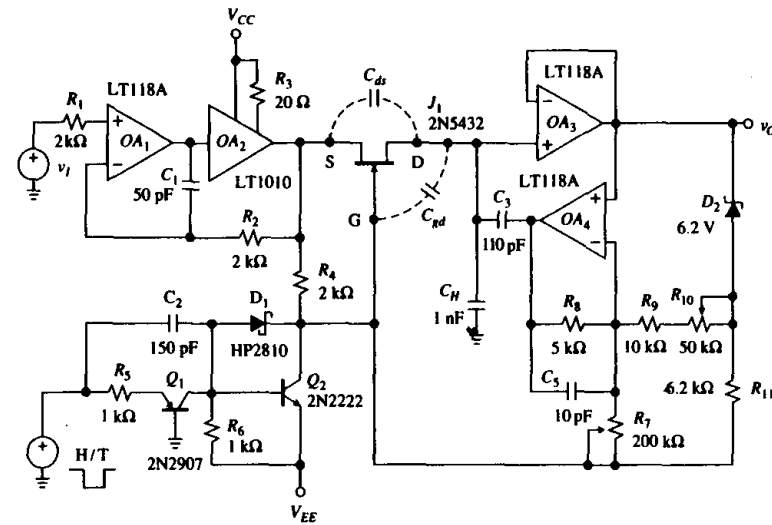 V_CC
LT118A
R_3
20 Ω
C_ds
J_1
2N5432
LT118A
R_1
2 kΩ
+
−
OA_1
OA_2
LT1010
S
D
−
+
OA_3
v_O
v_I
C_1
50 pF
LT118A
C_3
110 pF
+
−
OA_4
D_2
6.2 V
R_2
2 kΩ
G
C_gd
R_4
2 kΩ
C_H
1 nF
R_8
5 kΩ
R_9
10 kΩ
R_10
50 kΩ
C_2
150 pF
D_1
HP2810
C_5
10 pF
6.2 kΩ
R_11
R_5
1 kΩ
Q_1
Q_2
2N2222
R_6
1 kΩ
R_7
200 kΩ
+
−
H/T
2N2907
V_EE